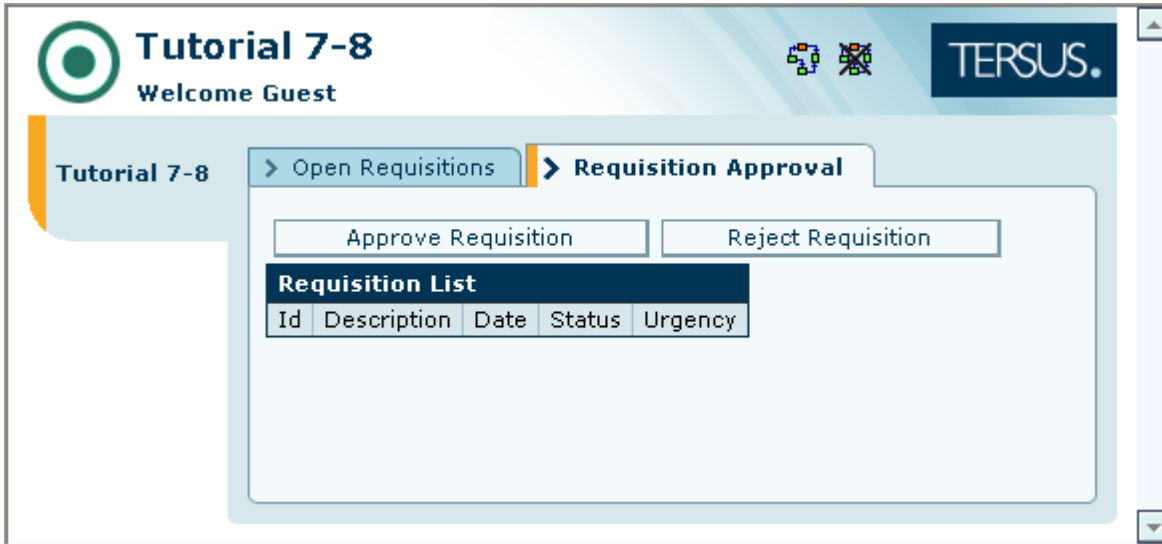 Tutorial 7-8
Welcome Guest
TERSUS.
Tutorial 7-8
Open Requisitions
Requisition Approval
Approve Requisition
Reject Requisition
Requisition List
Id Description Date Status Urgency